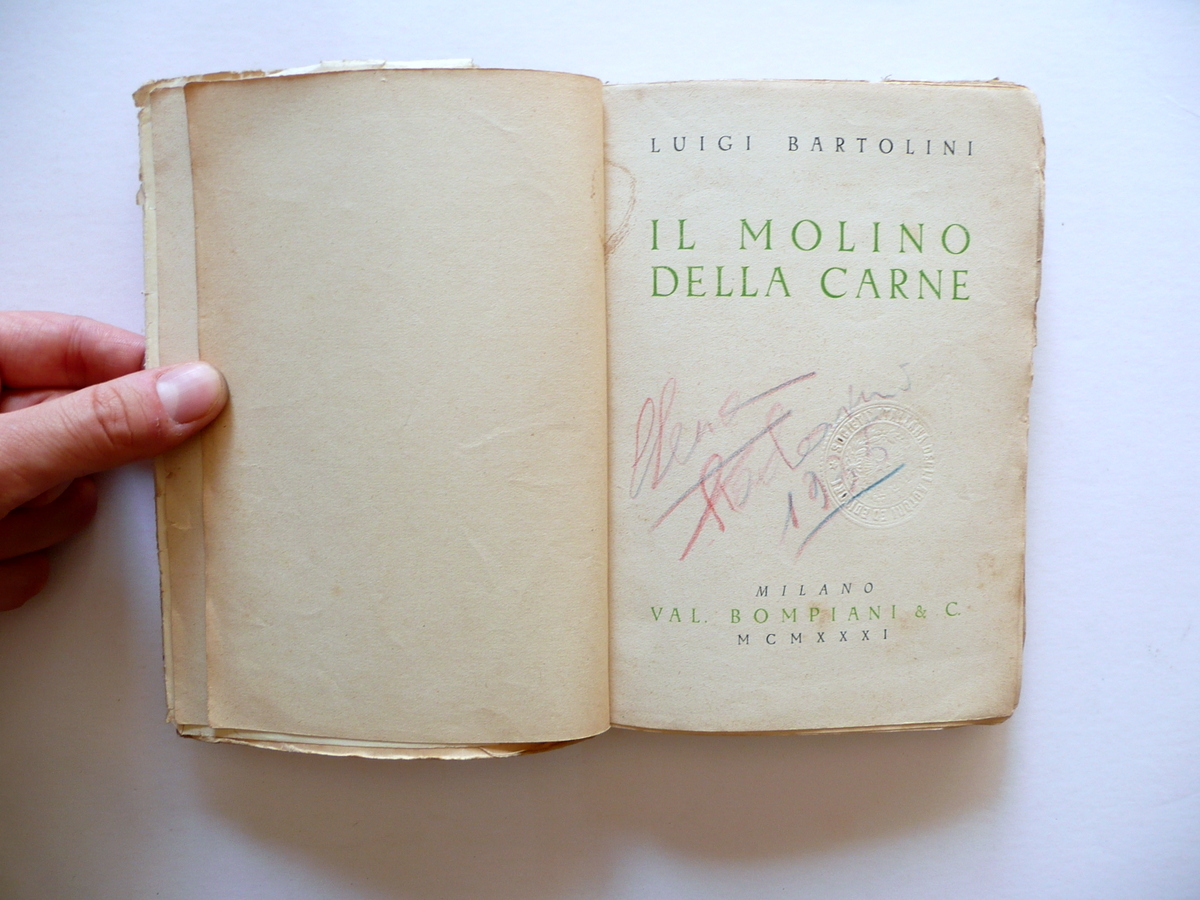 LUIGI BARTOLINI
IL MOLINO
DELLA CARNE
MILANO
VAL. BOMPIANI & C.
MCMXXXI